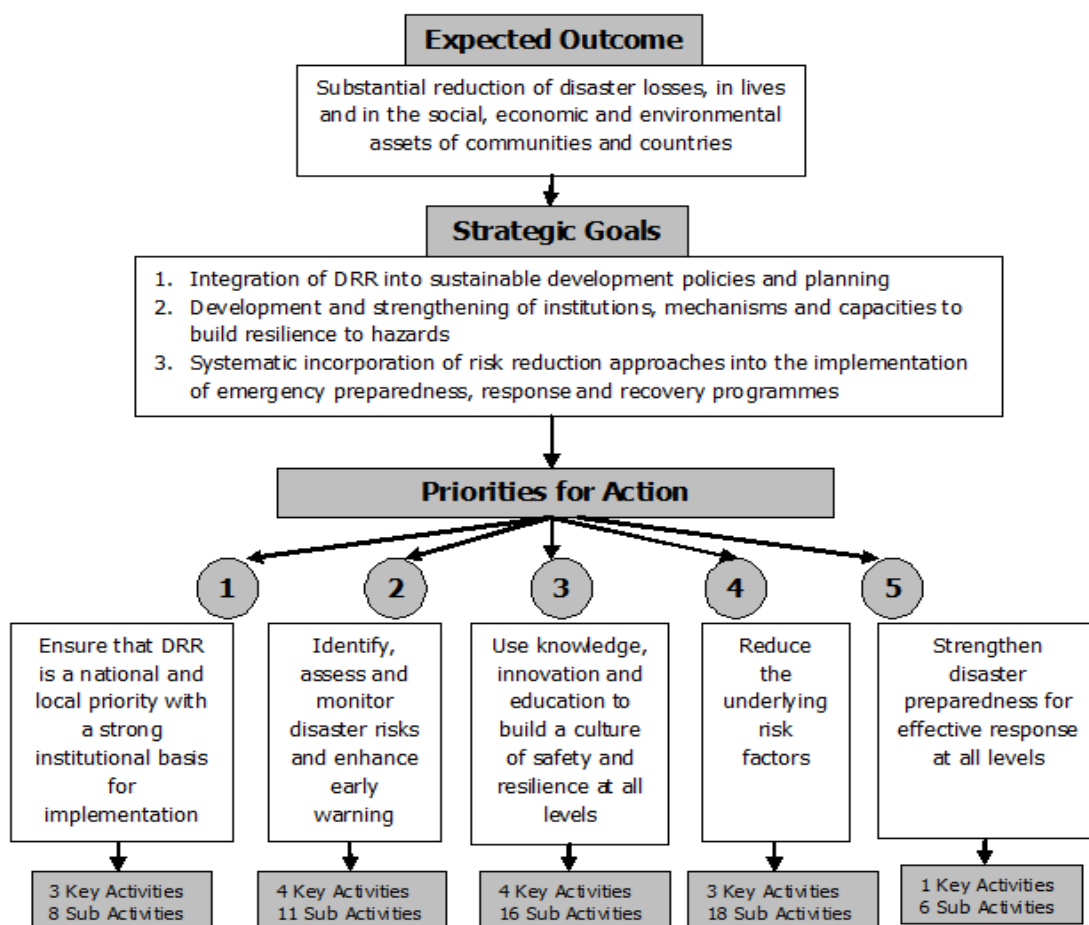 Expected Outcome
Substantial reduction of disaster losses, in lives
and in the social, economic and environmental
assets of communities and countries
Strategic Goals
1. Integration of DRR into sustainable development policies and planning
2. Development and strengthening of institutions, mechanisms and capacities to
build resilience to hazards
3. Systematic incorporation of risk reduction approaches into the implementation
of emergency preparedness, response and recovery programmes
Priorities for Action
1
Ensure that DRR
is a national and
local priority with
a strong
institutional basis
for
implementation
3 Key Activities
8 Sub Activities
2
Identify,
assess and
monitor
disaster risks
and enhance
early
warning
4 Key Activities
11 Sub Activities
3
Use knowledge,
innovation and
education to
build a culture
of safety and
resilience at all
levels
4 Key Activities
16 Sub Activities
4
Reduce
the
underlying
risk
factors
3 Key Activities
18 Sub Activities
5
Strengthen
disaster
preparedness for
effective response
at all levels
1 Key Activities
6 Sub Activities